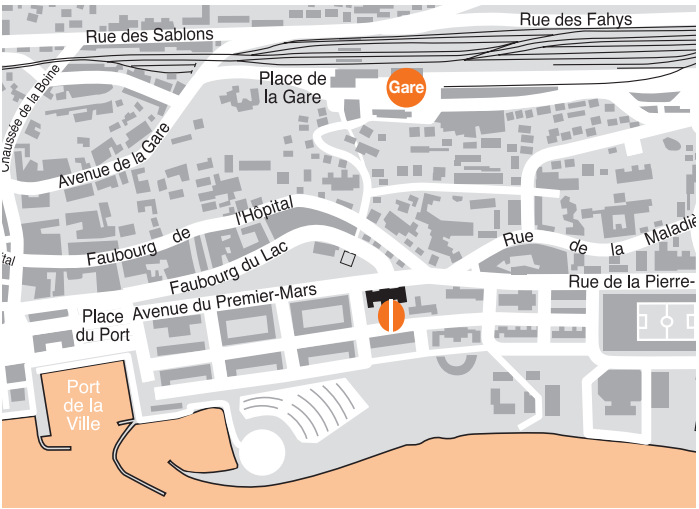 Rue des Fahys
Rue des Sablons
Place de
la Gare
Gare
Chaussée de la Boine
Avenue de la Gare
Faubourg de l'Hôpital
ital
Faubourg du Lac
Rue de la Maladiè
Avenue du Premier-Mars
Rue de la Pierre-
Place
du Port
Port
de la
Ville